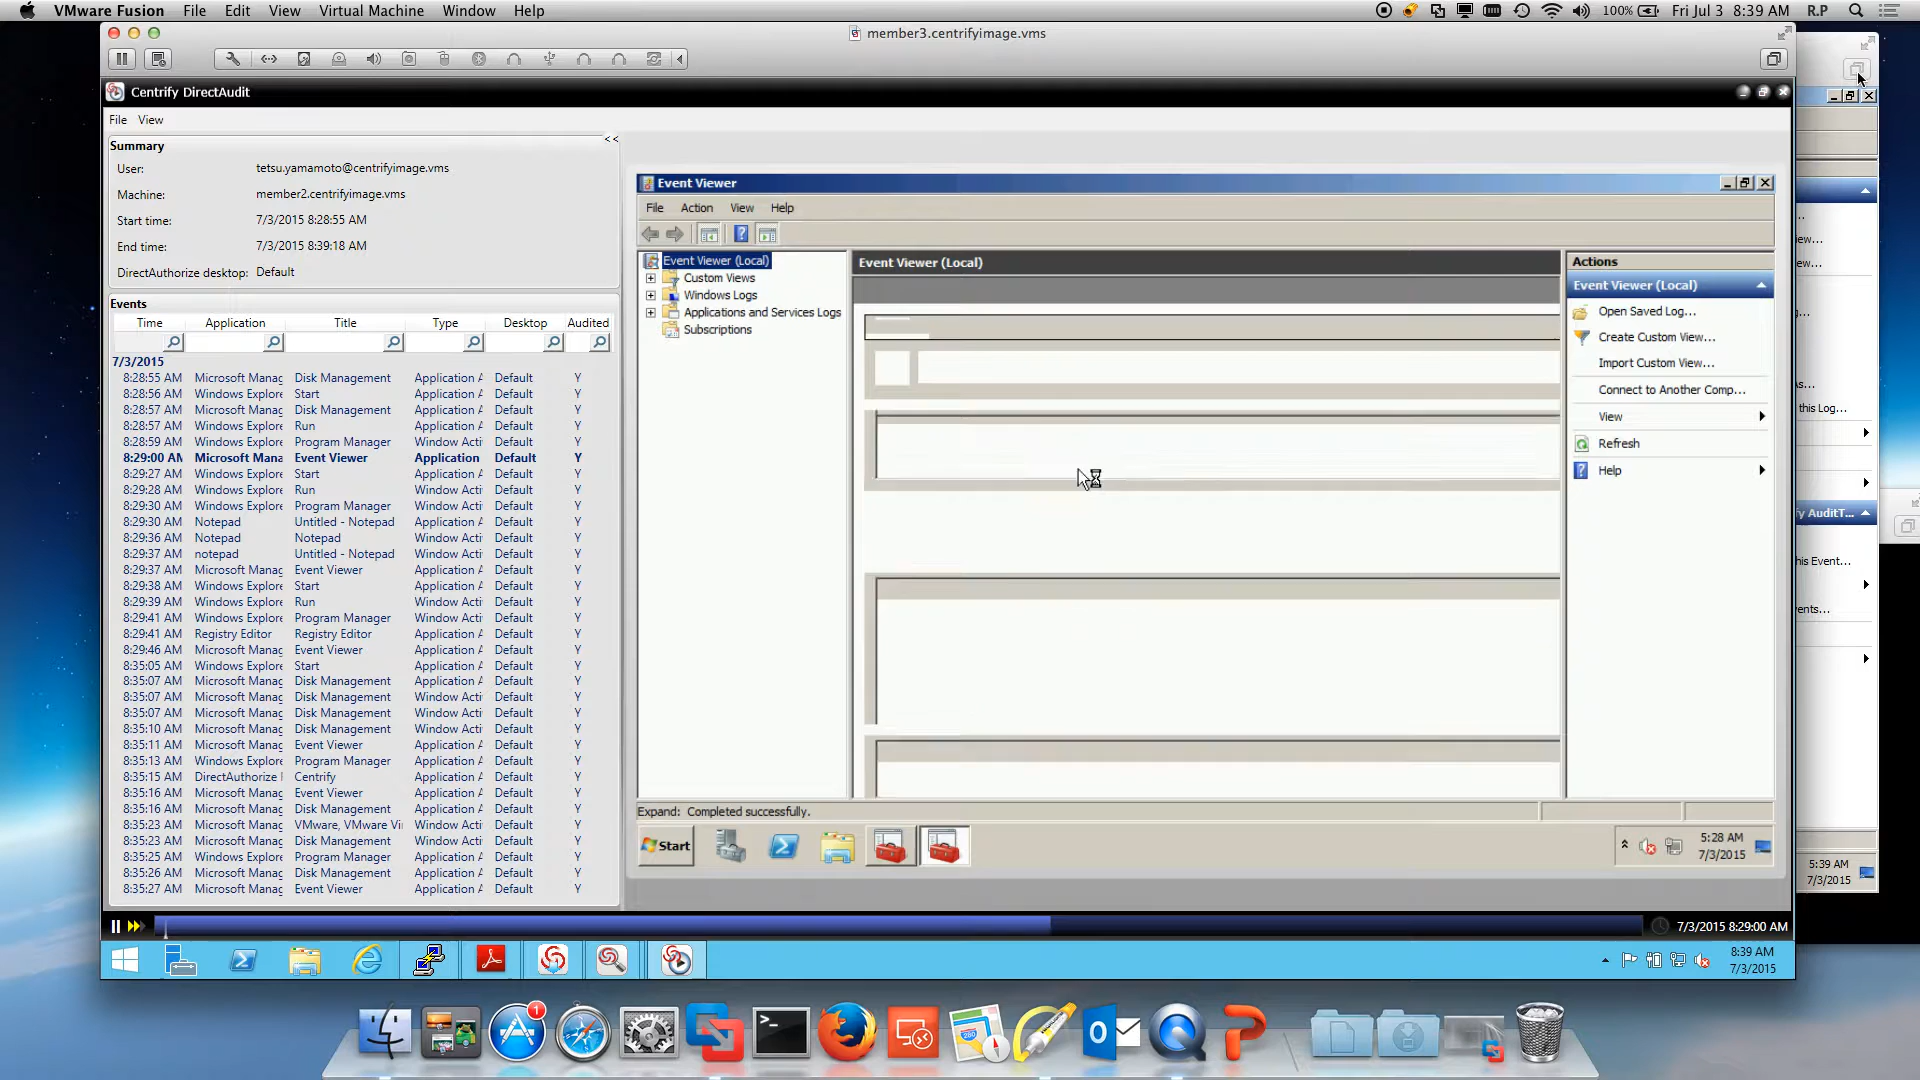 VMware Fusion File Edit View Virtual Machine Window Help 100% Fri Jul 3 8:39 AM R.P
member3.centrifyimage.vms
Centrify DirectAudit
File View
Summary <<
User: tetsu.yamamoto@centrifyimage.vms
Machine: member2.centrifyimage.vms
Start time: 7/3/2015 8:28:55 AM
End time: 7/3/2015 8:39:18 AM
DirectAuthorize desktop: Default
Events
Time Application Title Type Desktop Audited
7/3/2015
8:28:55 AM Microsoft Manag Disk Management Application A Default Y
8:28:56 AM Windows Explore Start Application A Default Y
8:28:57 AM Microsoft Manag Disk Management Application A Default Y
8:28:57 AM Windows Explore Run Application A Default Y
8:28:59 AM Windows Explore Program Manager Window Acti Default Y
8:29:00 AM Microsoft Mana Event Viewer Application Default Y
8:29:27 AM Windows Explore Start Application A Default Y
8:29:28 AM Windows Explore Run Window Acti Default Y
8:29:30 AM Windows Explore Program Manager Window Acti Default Y
8:29:30 AM Notepad Untitled - Notepad Application A Default Y
8:29:36 AM Notepad Notepad Window Acti Default Y
8:29:37 AM notepad Untitled - Notepad Window Acti Default Y
8:29:37 AM Microsoft Manag Event Viewer Application A Default Y
8:29:38 AM Windows Explore Start Application A Default Y
8:29:39 AM Windows Explore Run Window Acti Default Y
8:29:41 AM Windows Explore Program Manager Window Acti Default Y
8:29:41 AM Registry Editor Registry Editor Application A Default Y
8:29:46 AM Microsoft Manag Event Viewer Application A Default Y
8:35:05 AM Windows Explore Start Application A Default Y
8:35:07 AM Microsoft Manag Disk Management Application A Default Y
8:35:07 AM Microsoft Manag Disk Management Window Acti Default Y
8:35:07 AM Microsoft Manag Disk Management Window Acti Default Y
8:35:10 AM Microsoft Manag Disk Management Window Acti Default Y
8:35:11 AM Microsoft Manag Event Viewer Application A Default Y
8:35:13 AM Windows Explore Program Manager Application A Default Y
8:35:15 AM DirectAuthorize Centrify Application A Default Y
8:35:16 AM Microsoft Manag Event Viewer Application A Default Y
8:35:16 AM Microsoft Manag Disk Management Application A Default Y
8:35:23 AM Microsoft Manag VMware, VMware Vi Window Acti Default Y
8:35:23 AM Microsoft Manag Disk Management Window Acti Default Y
8:35:25 AM Windows Explore Program Manager Application A Default Y
8:35:26 AM Microsoft Manag Disk Management Application A Default Y
8:35:27 AM Microsoft Manag Event Viewer Application A Default Y
Event Viewer
File Action View Help
Event Viewer (Local)
Custom Views
Windows Logs
Applications and Services Logs
Subscriptions
Event Viewer (Local)
Actions
Event Viewer (Local)
Open Saved Log...
Create Custom View...
Import Custom View...
Connect to Another Comp...
View
Refresh
Help
Expand: Completed successfully.
Start
5:28 AM
7/3/2015
7/3/2015 8:29:00 AM
8:39 AM
7/3/2015
iew...
iew...
As...
this Log...
fy AuditT...
his Event...
vents...
5:39 AM
7/3/2015
1
280